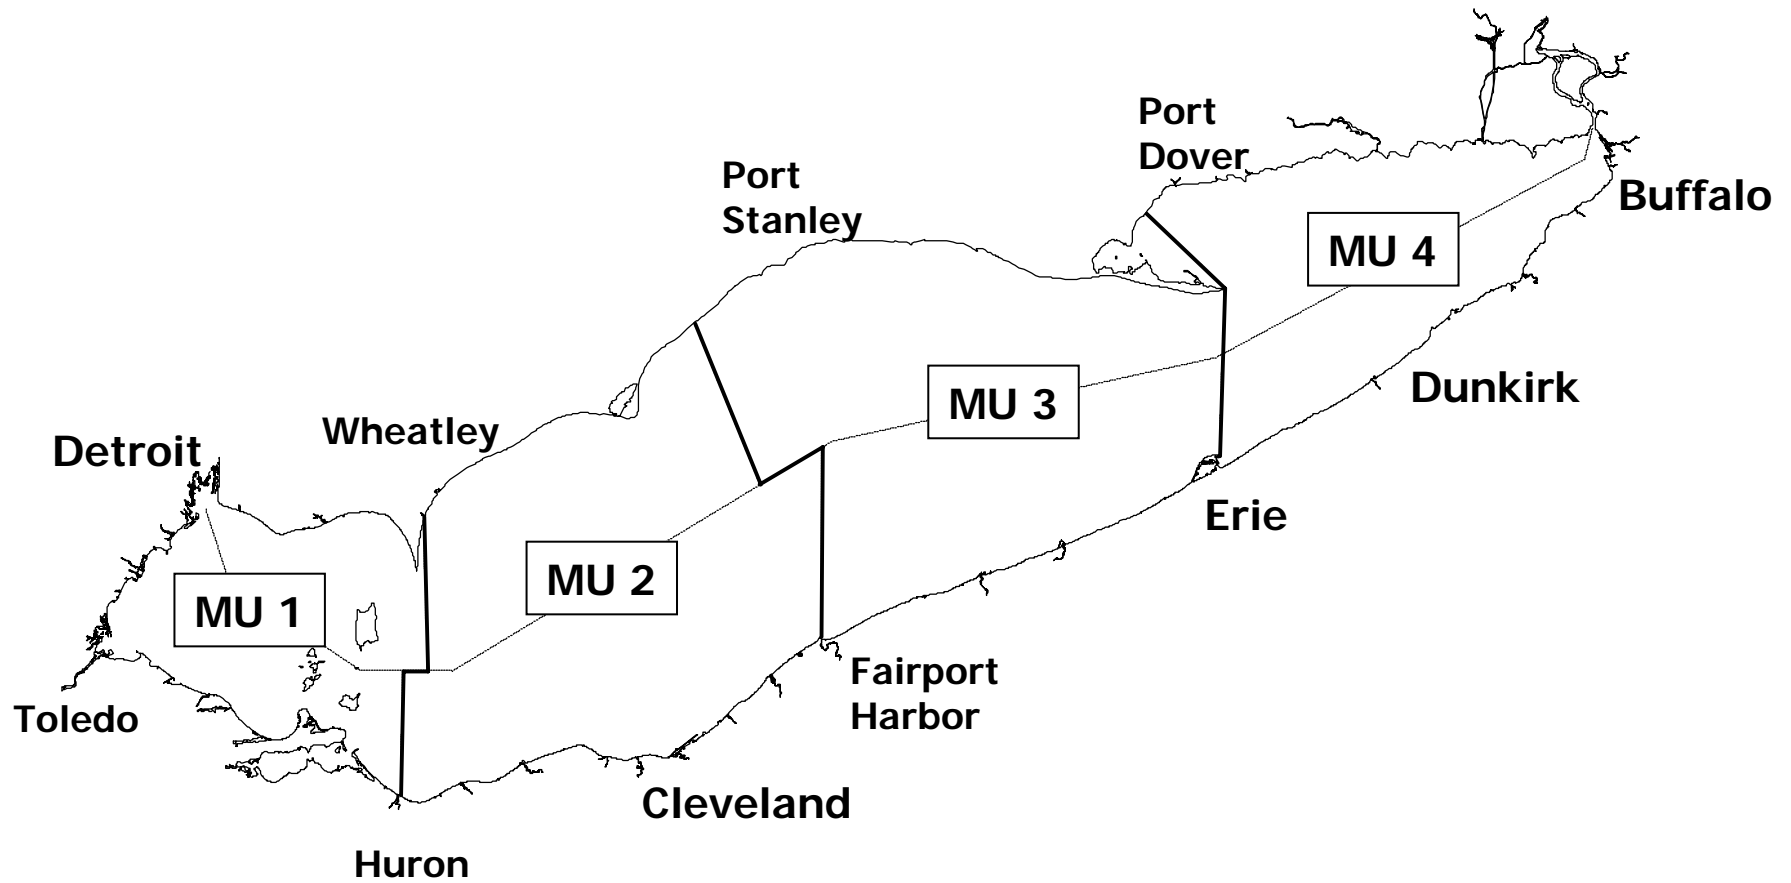 Port
Dover
Port
Stanley
Buffalo
MU 4
MU 3
Dunkirk
Wheatley
Detroit
Erie
MU 2
MU 1
Fairport
Harbor
Toledo
Cleveland
Huron